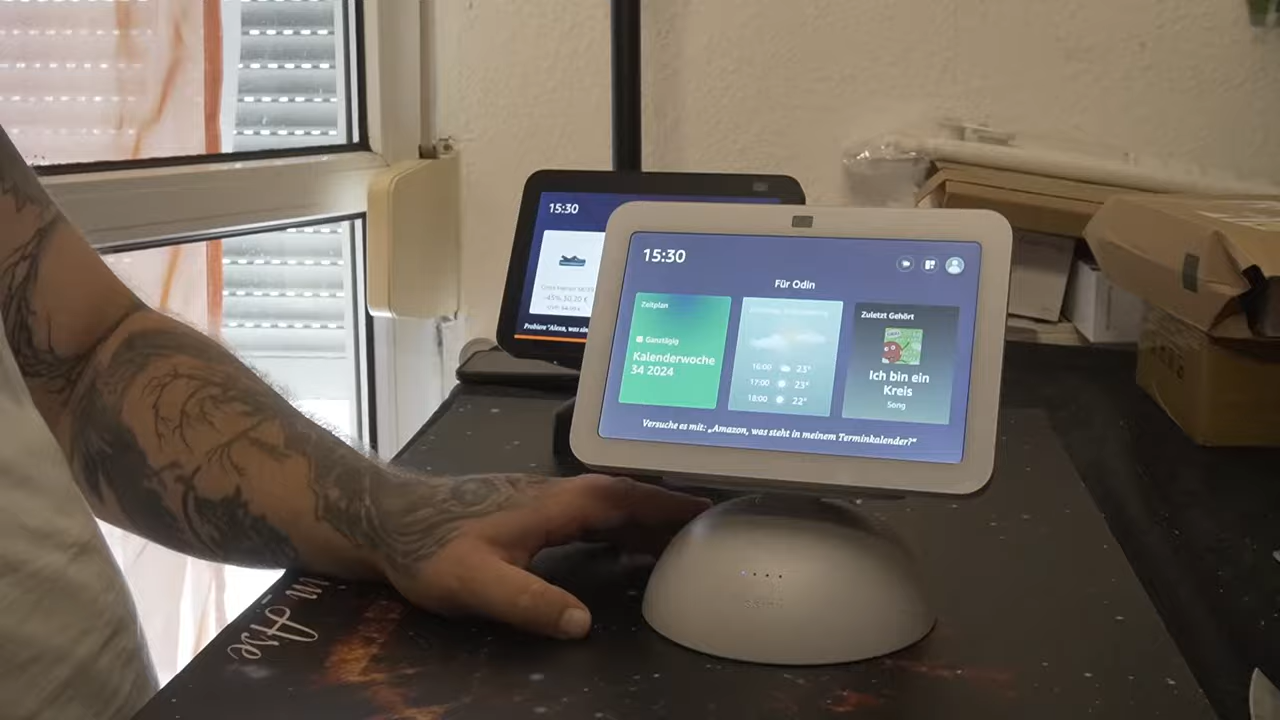 15:30
-45% 30,20 €
15:30
Für Odin
Zeitplan
Ganztägig
Kalenderwoche
34 2024
16:00 23°
17:00 23°
18:00 22°
Zuletzt Gehört
Ich bin ein
Kreis
Song
Versuche es mit: „Amazon, was steht in meinem Terminkalender?“
in_Ase